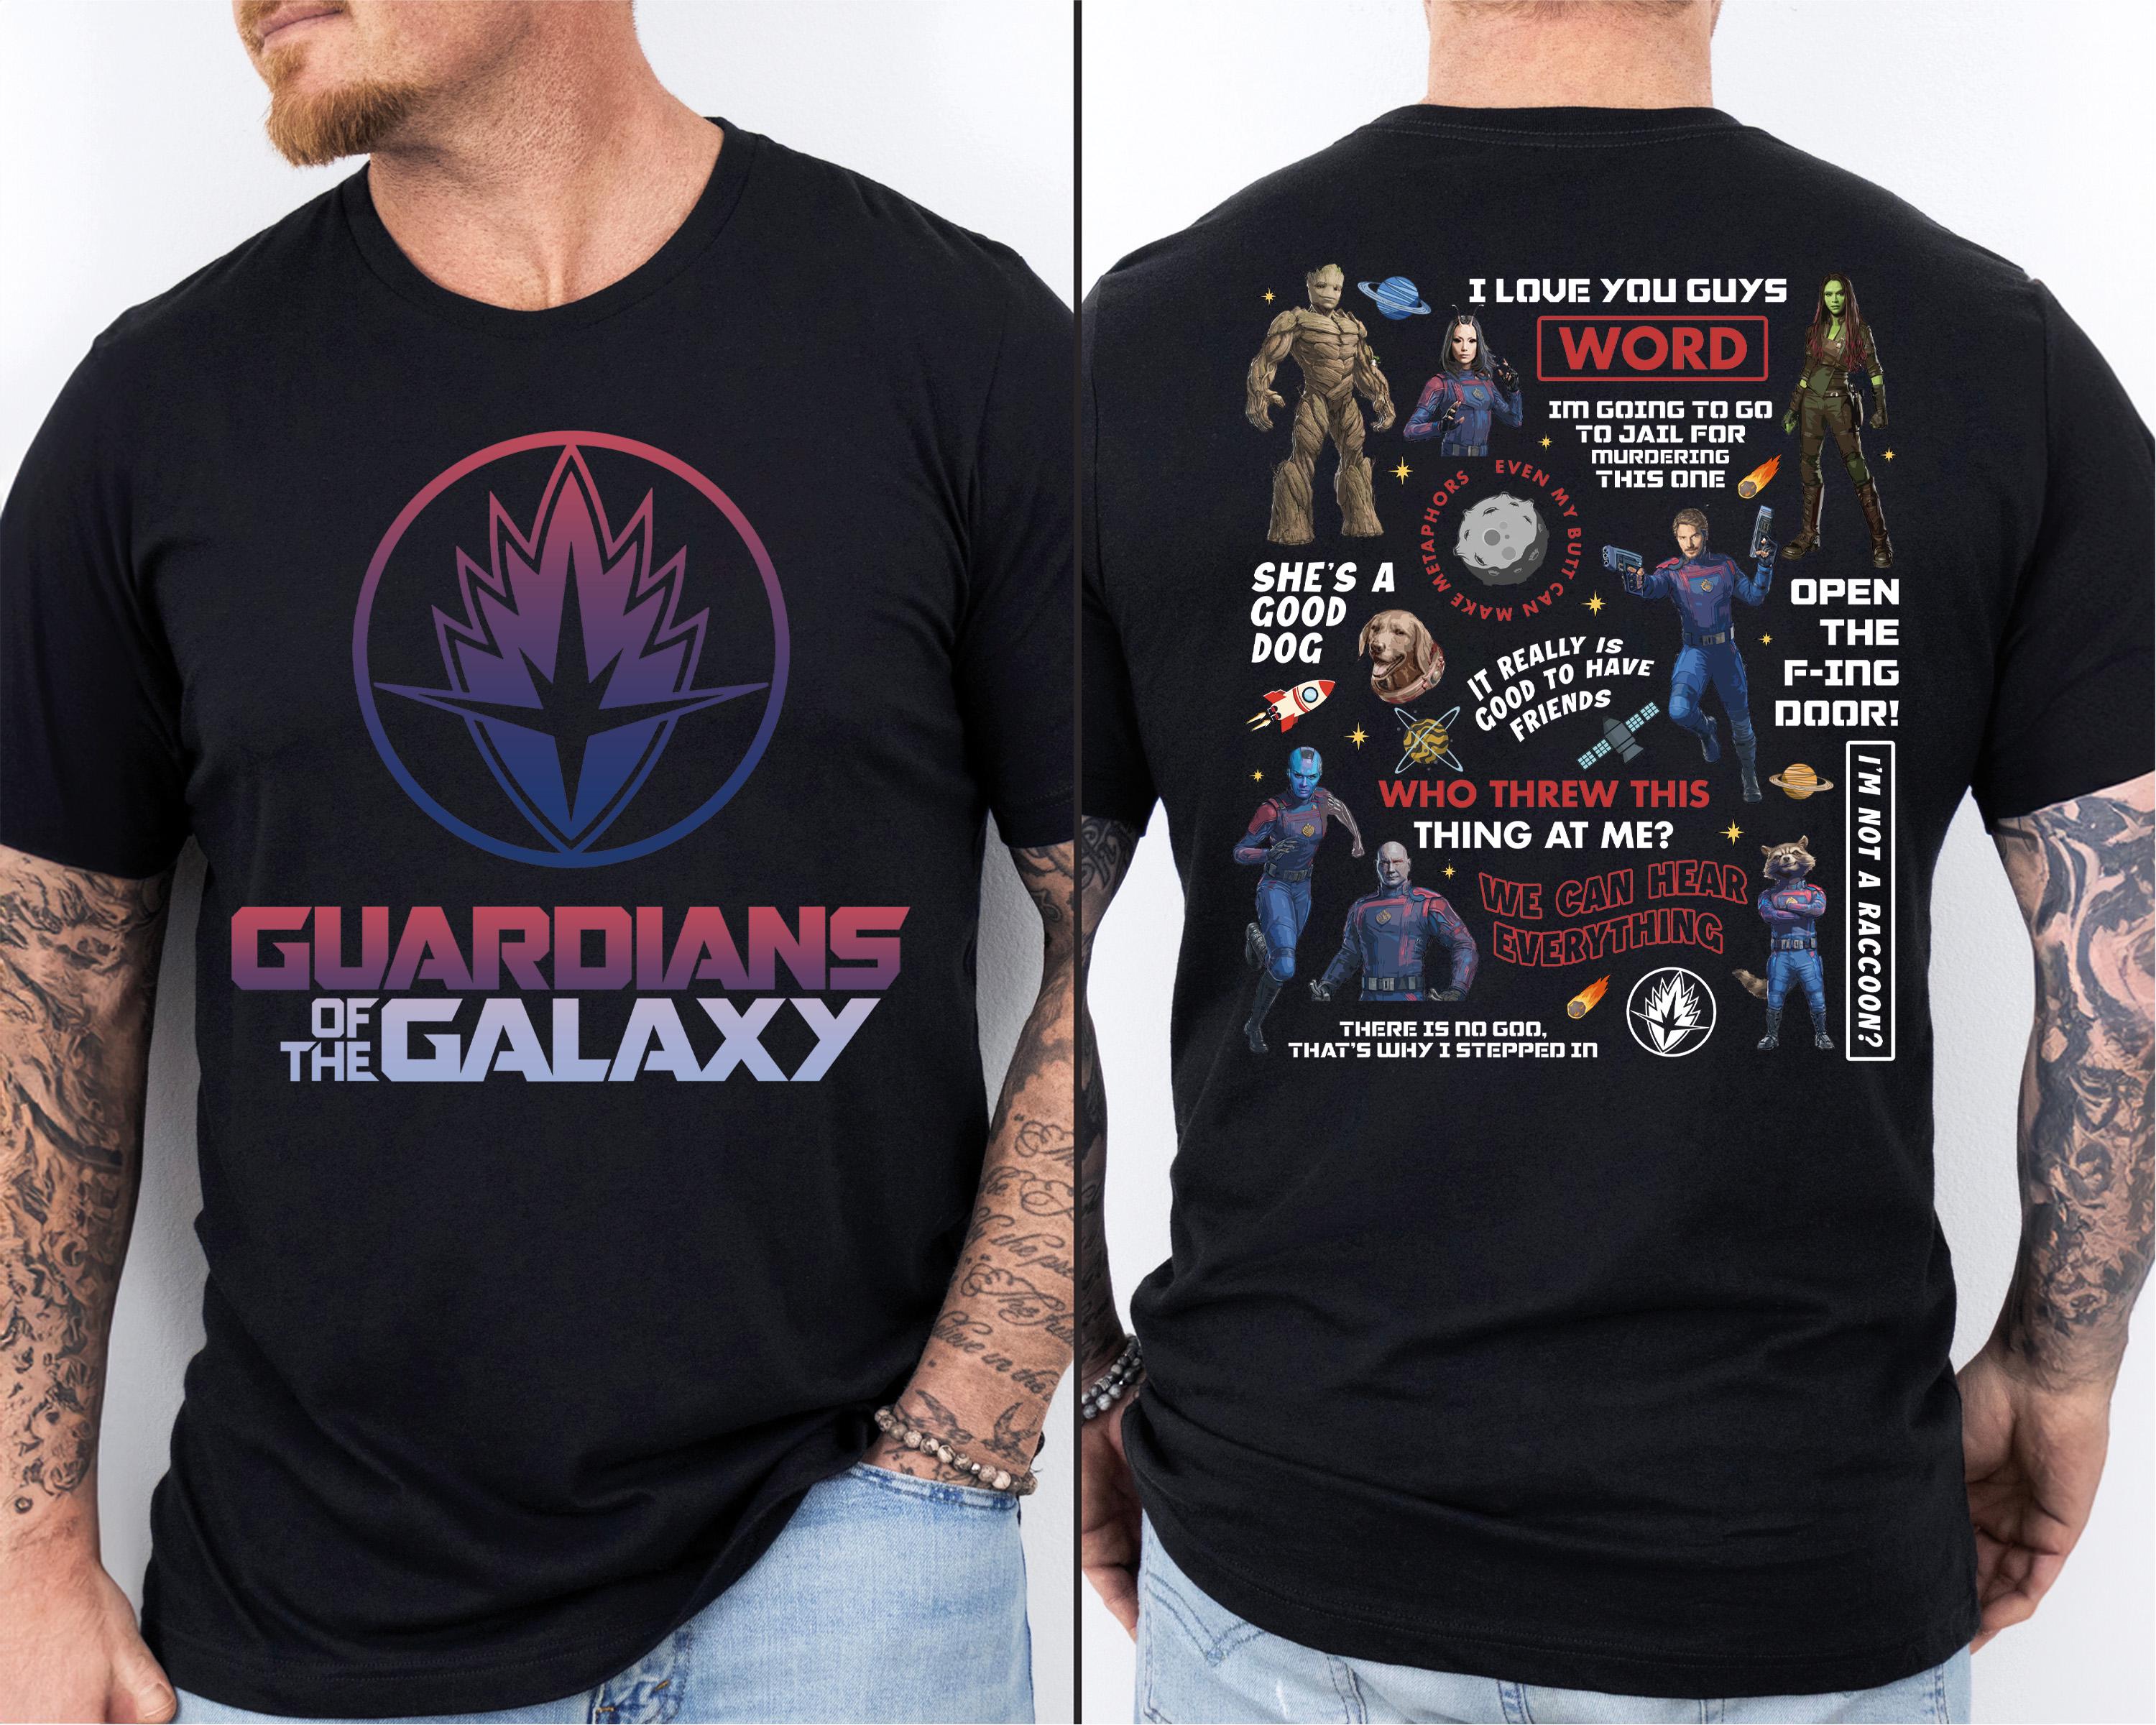 GUARDIANS
OF
THE GALAXY
I LOVE YOU GUYS
WORD
IM GOING TO GO
TO JAIL FOR
MURDERING
THIS ONE
EVEN MY BUTT CAN MAKE METAPHORS
SHE'S A
GOOD
DOG
IT REALLY IS
GOOD TO HAVE
FRIENDS
OPEN
THE
F-ING
DOOR!
WHO THREW THIS
THING AT ME?
WE CAN HEAR
EVERYTHING
I'M NOT A RACCOON?
THERE IS NO GOO,
THAT'S WHY I STEPPED IN